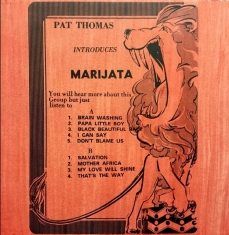 PAT THOMAS
INTRODUCES
MARIJATA
You will hear more about this
Group but just
listen to
A
1. BRAIN WASHING
2. PAPA LITTLE BOY
3. BLACK BEAUTIFUL
4. I CAN SAY
5. DON'T BLAME US
B
1. SALVATION
2. MOTHER AFRICA
3. MY LOVE WILL SHINE
4. THAT'S THE WAY